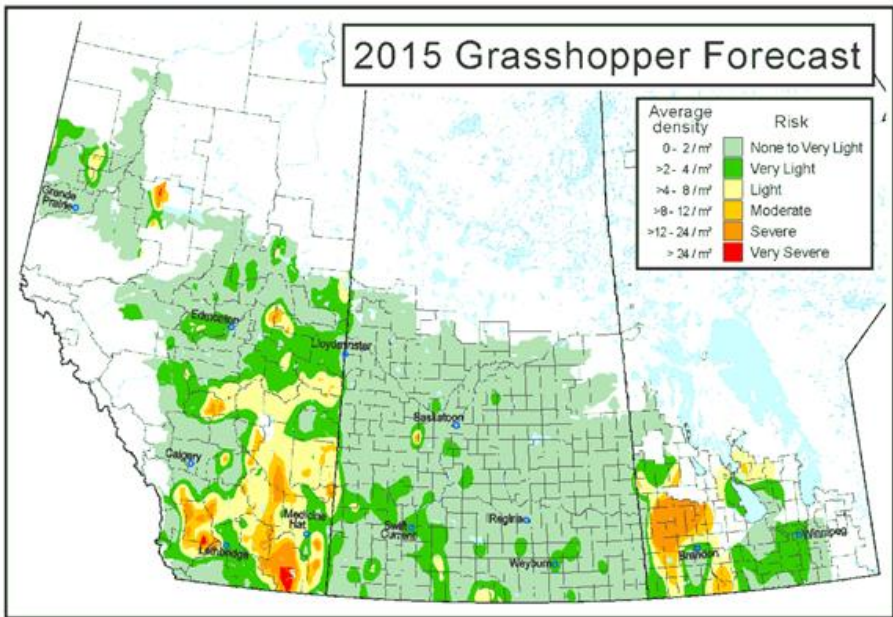 2015 Grasshopper Forecast
Average density Risk
0 - 2 / m² None to Very Light
>2 - 4 / m² Very Light
>4 - 8 / m² Light
>8 - 12 / m² Moderate
>12 - 24 / m² Severe
> 24 / m² Very Severe
Grande Prairie
Edmonton
Lloydminster
Saskatoon
Calgary
Medicine Hat
Swift Current
Regina
Winnipeg
Lethbridge
Brandon
Weyburn